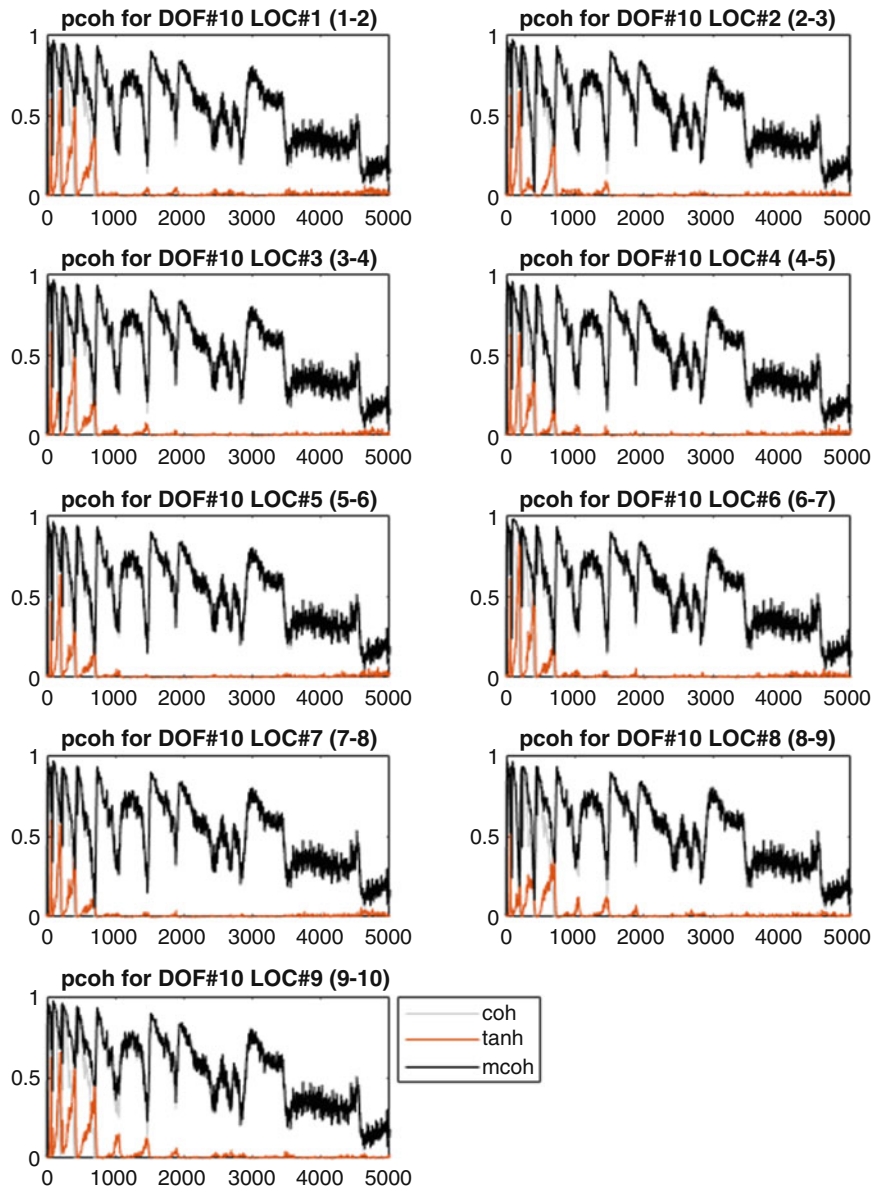 pcoh for DOF#10 LOC#1 (1-2)
1
0.5
0
0 1000 2000 3000 4000 5000
pcoh for DOF#10 LOC#2 (2-3)
1
0.5
0
0 1000 2000 3000 4000 5000
pcoh for DOF#10 LOC#3 (3-4)
1
0.5
0
0 1000 2000 3000 4000 5000
pcoh for DOF#10 LOC#4 (4-5)
1
0.5
0
0 1000 2000 3000 4000 5000
pcoh for DOF#10 LOC#5 (5-6)
1
0.5
0
0 1000 2000 3000 4000 5000
pcoh for DOF#10 LOC#6 (6-7)
1
0.5
0
0 1000 2000 3000 4000 5000
pcoh for DOF#10 LOC#7 (7-8)
1
0.5
0
0 1000 2000 3000 4000 5000
pcoh for DOF#10 LOC#8 (8-9)
1
0.5
0
0 1000 2000 3000 4000 5000
pcoh for DOF#10 LOC#9 (9-10)
1
0.5
0
0 1000 2000 3000 4000 5000
coh
tanh
mcoh